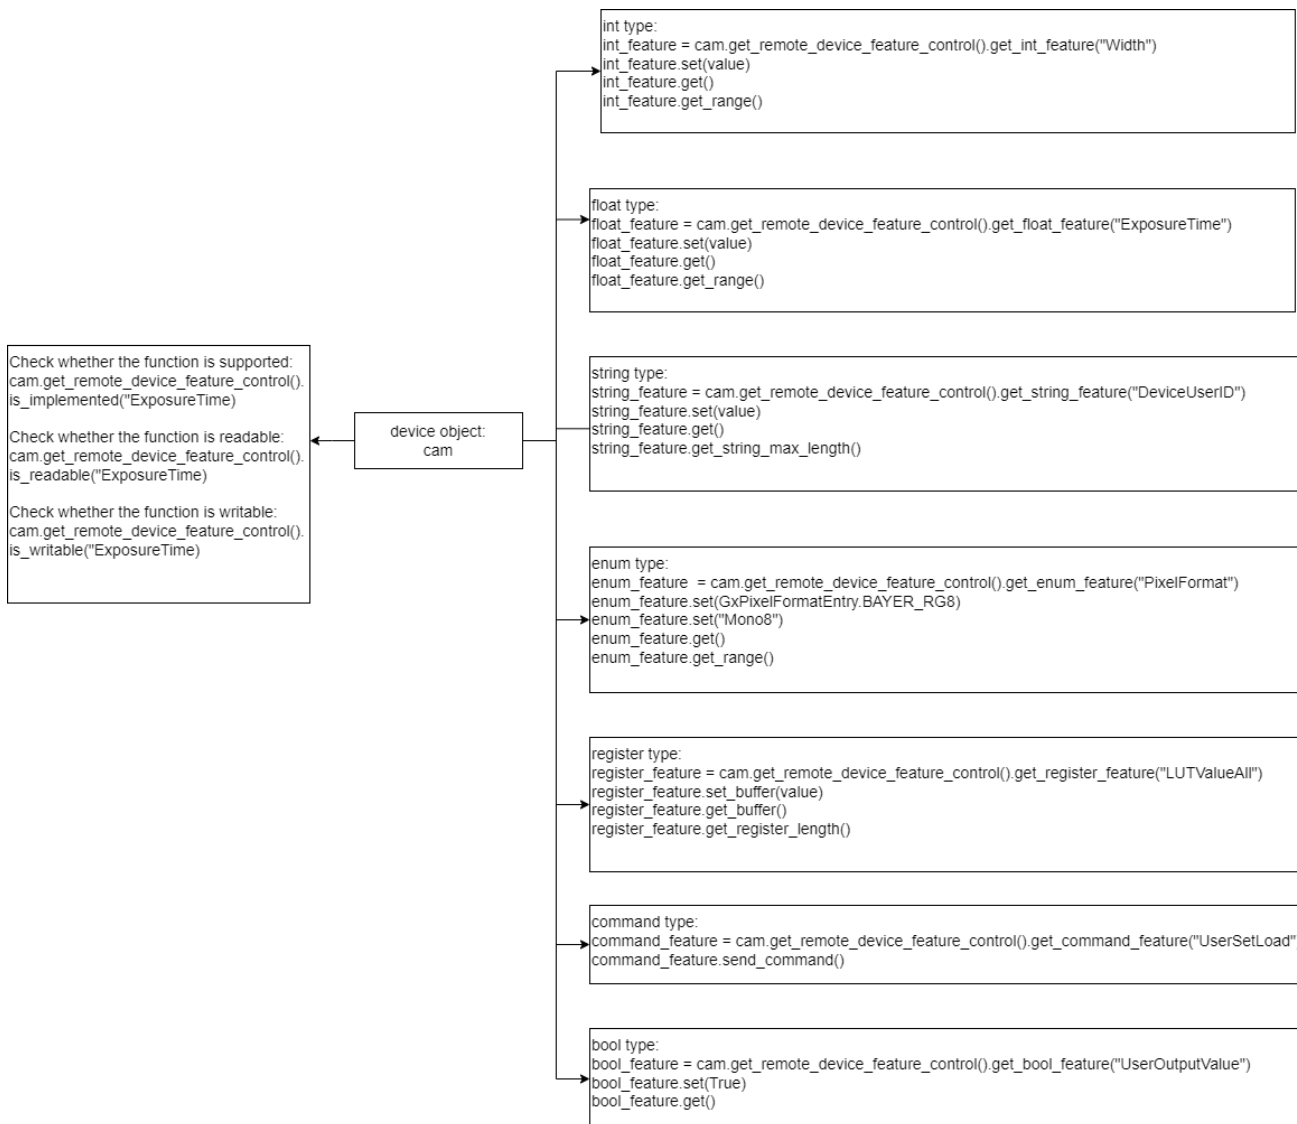 int type:
int_feature = cam.get_remote_device_feature_control().get_int_feature("Width")
int_feature.set(value)
int_feature.get()
int_feature.get_range()
float type:
float_feature = cam.get_remote_device_feature_control().get_float_feature("ExposureTime")
float_feature.set(value)
float_feature.get()
float_feature.get_range()
Check whether the function is supported:
cam.get_remote_device_feature_control().
is_implemented("ExposureTime)
Check whether the function is readable:
cam.get_remote_device_feature_control().
is_readable("ExposureTime)
Check whether the function is writable:
cam.get_remote_device_feature_control().
is_writable("ExposureTime)
device object:
cam
string type:
string_feature = cam.get_remote_device_feature_control().get_string_feature("DeviceUserID")
string_feature.set(value)
string_feature.get()
string_feature.get_string_max_length()
enum type:
enum_feature  = cam.get_remote_device_feature_control().get_enum_feature("PixelFormat")
enum_feature.set(GxPixelFormatEntry.BAYER_RG8)
enum_feature.set("Mono8")
enum_feature.get()
enum_feature.get_range()
register type:
register_feature = cam.get_remote_device_feature_control().get_register_feature("LUTValueAll")
register_feature.set_buffer(value)
register_feature.get_buffer()
register_feature.get_register_length()
command type:
command_feature = cam.get_remote_device_feature_control().get_command_feature("UserSetLoad")
command_feature.send_command()
bool type:
bool_feature = cam.get_remote_device_feature_control().get_bool_feature("UserOutputValue")
bool_feature.set(True)
bool_feature.get()